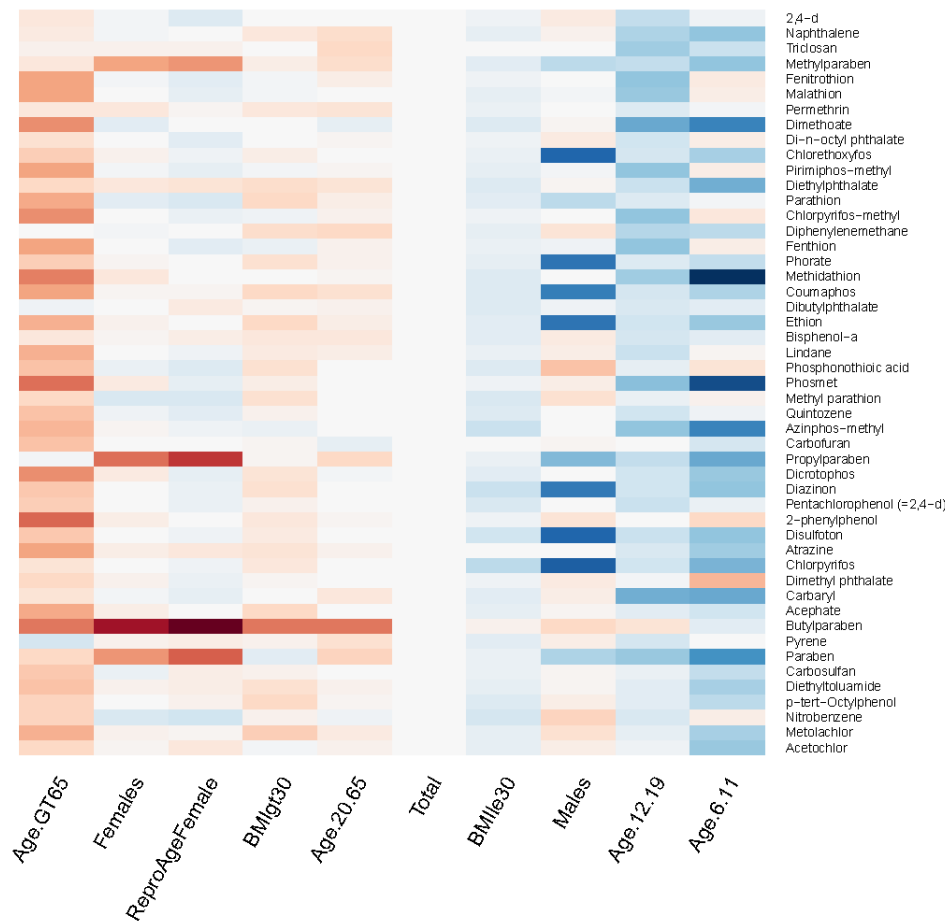 2,4-d
Naphthalene
Triclosan
Methylparaben
Fenitrothion
Malathion
Permethrin
Dimethoate
Di-n-octyl phthalate
Chlorethoxyfos
Pirimiphos-methyl
Diethylphthalate
Parathion
Chlorpyrifos-methyl
Diphenylenemethane
Fenthion
Phorate
Methidathion
Coumaphos
Dibutylphthalate
Ethion
Bisphenol-a
Lindane
Phosphonothioic acid
Phosmet
Methyl parathion
Quintozene
Azinphos-methyl
Carbofuran
Propylparaben
Dicrotophos
Diazinon
Pentachlorophenol (=2,4-d)
2-phenylphenol
Disulfoton
Atrazine
Chlorpyrifos
Dimethyl phthalate
Carbaryl
Acephate
Butylparaben
Pyrene
Paraben
Carbosulfan
Diethyltoluamide
p-tert-Octylphenol
Nitrobenzene
Metolachlor
Acetochlor
Age.GT65
Females
ReproAgeFemale
BMIgt30
Age.20.65
Total
BMIle30
Males
Age.12.19
Age.6.11